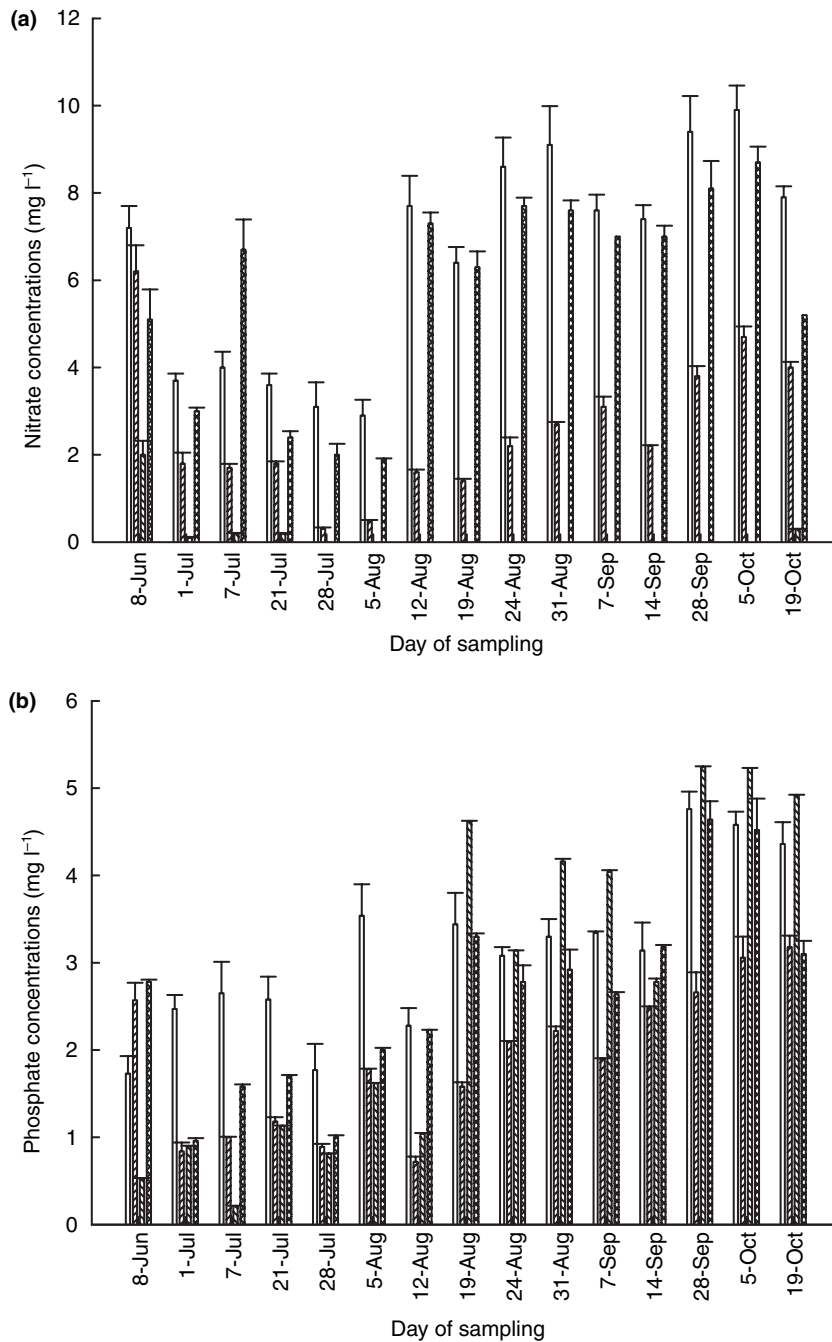 (a)
12
10
8
6
4
2
0
Nitrate concentrations (mg l⁻¹)
8-Jun
1-Jul
7-Jul
21-Jul
28-Jul
5-Aug
12-Aug
19-Aug
24-Aug
31-Aug
7-Sep
14-Sep
28-Sep
5-Oct
19-Oct
Day of sampling
(b)
6
5
4
3
2
1
0
Phosphate concentrations (mg l⁻¹)
8-Jun
1-Jul
7-Jul
21-Jul
28-Jul
5-Aug
12-Aug
19-Aug
24-Aug
31-Aug
7-Sep
14-Sep
28-Sep
5-Oct
19-Oct
Day of sampling